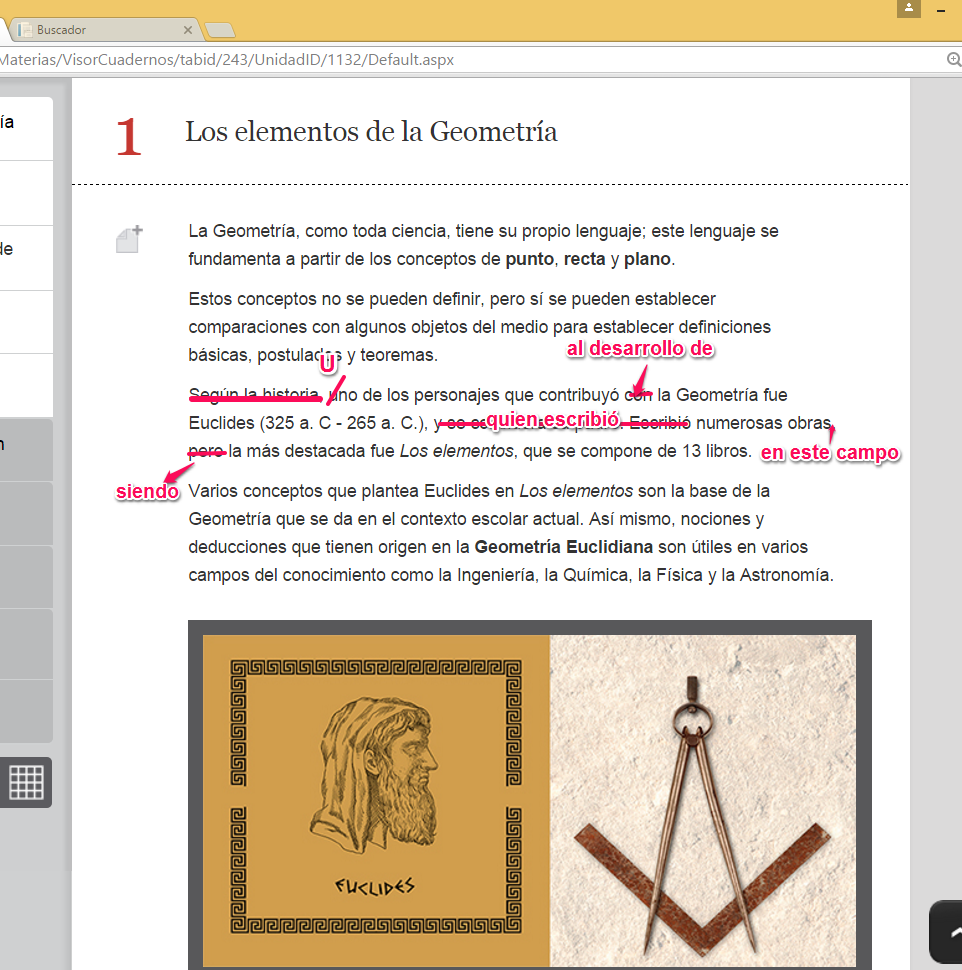 Buscador
Materias/VisorCuadernos/tabid/243/UnidadID/1132/Default.aspx
ía
de
n
1 Los elementos de la Geometría
La Geometría, como toda ciencia, tiene su propio lenguaje; este lenguaje se
fundamenta a partir de los conceptos de punto, recta y plano.
Estos conceptos no se pueden definir, pero sí se pueden establecer
comparaciones con algunos objetos del medio para establecer definiciones
básicas, postulados y teoremas.
U
al desarrollo de
Según la historia, uno de los personajes que contribuyó con la Geometría fue
quien escribió
Euclides (325 a. C - 265 a. C.), y se Escribió numerosas obras,
pero la más destacada fue Los elementos, que se compone de 13 libros.
en este campo
siendo
Varios conceptos que plantea Euclides en Los elementos son la base de la
Geometría que se da en el contexto escolar actual. Así mismo, nociones y
deducciones que tienen origen en la Geometría Euclidiana son útiles en varios
campos del conocimiento como la Ingeniería, la Química, la Física y la Astronomía.
EUCLIDES